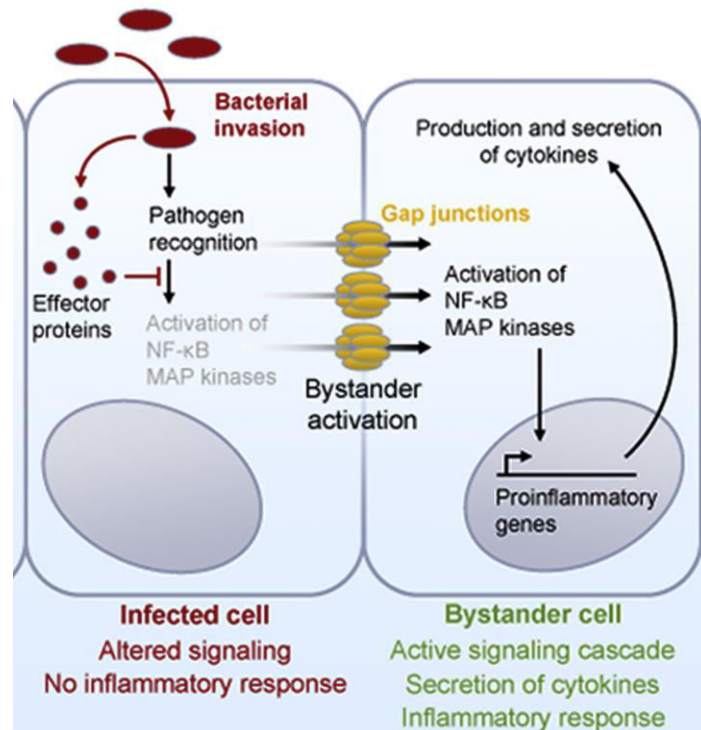 Bacterial
invasion
Pathogen
recognition
Effector
proteins
Activation of
NF-κB
MAP kinases
Gap junctions
Bystander
activation
Production and secretion
of cytokines
Activation of
NF-κB
MAP kinases
Proinflammatory
genes
Infected cell
Altered signaling
No inflammatory response
Bystander cell
Active signaling cascade
Secretion of cytokines
Inflammatory response